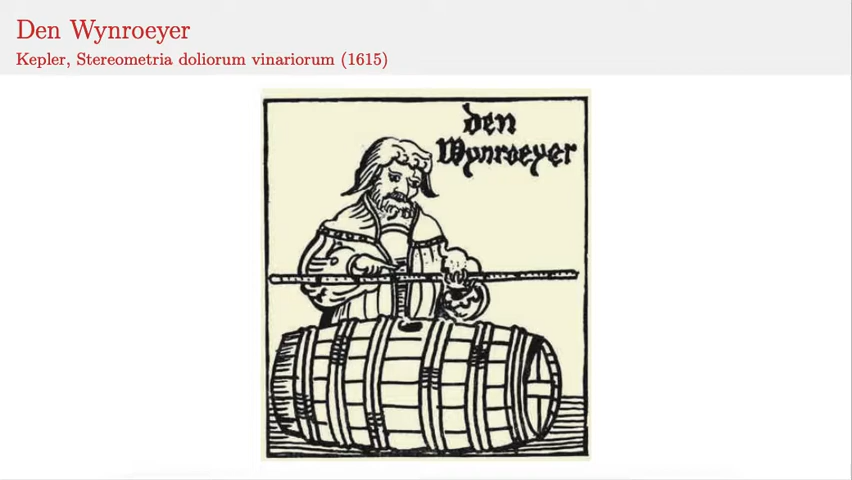 Den Wynroeyer
Kepler, Stereometria doliorum vinariorum (1615)
den
Wynroeyer